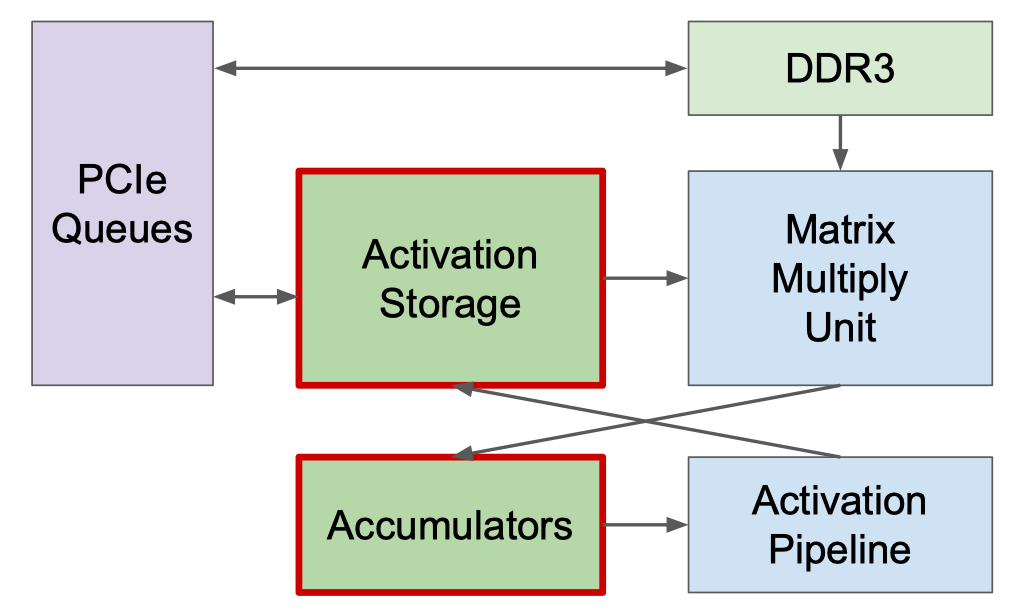 DDR3
PCIe
Queues
Activation
Storage
Matrix
Multiply
Unit
Accumulators
Activation
Pipeline